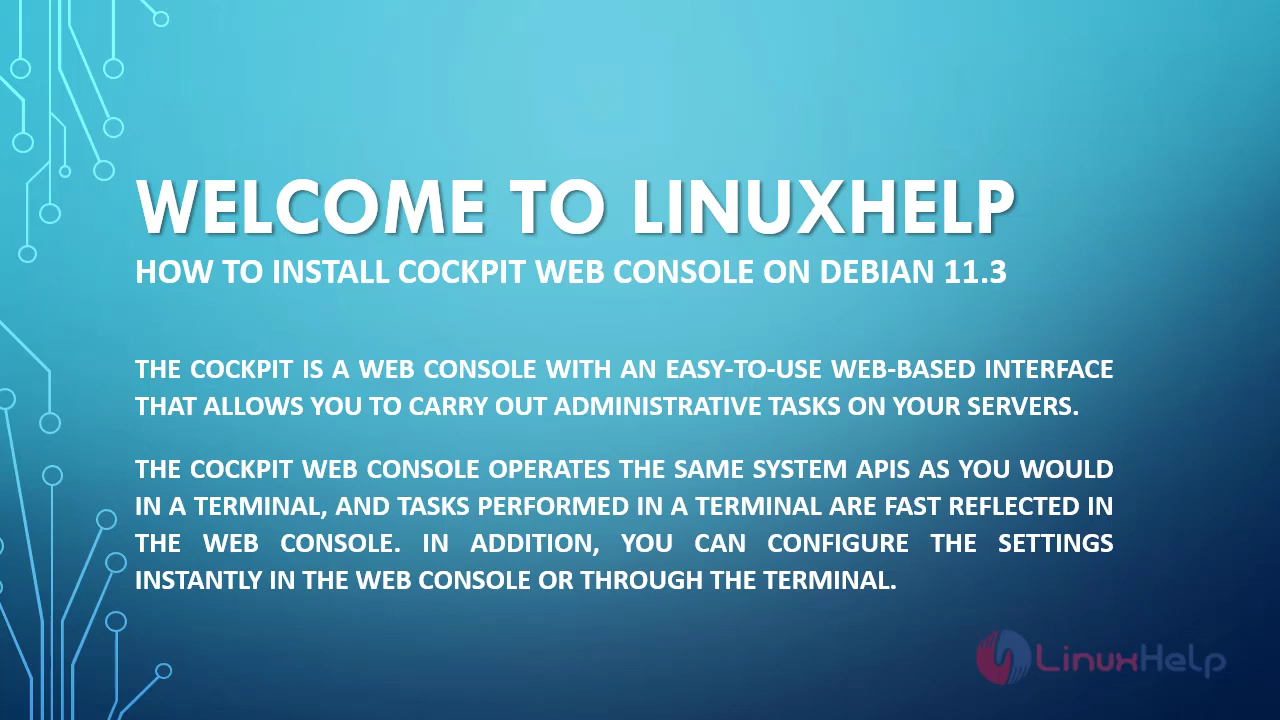 WELCOME TO LINUXHELP
HOW TO INSTALL COCKPIT WEB CONSOLE ON DEBIAN 11.3
THE COCKPIT IS A WEB CONSOLE WITH AN EASY-TO-USE WEB-BASED INTERFACE
THAT ALLOWS YOU TO CARRY OUT ADMINISTRATIVE TASKS ON YOUR SERVERS.
THE COCKPIT WEB CONSOLE OPERATES THE SAME SYSTEM APIS AS YOU WOULD
IN A TERMINAL, AND TASKS PERFORMED IN A TERMINAL ARE FAST REFLECTED IN
THE WEB CONSOLE. IN ADDITION, YOU CAN CONFIGURE THE SETTINGS
INSTANTLY IN THE WEB CONSOLE OR THROUGH THE TERMINAL.
LinuxHelp